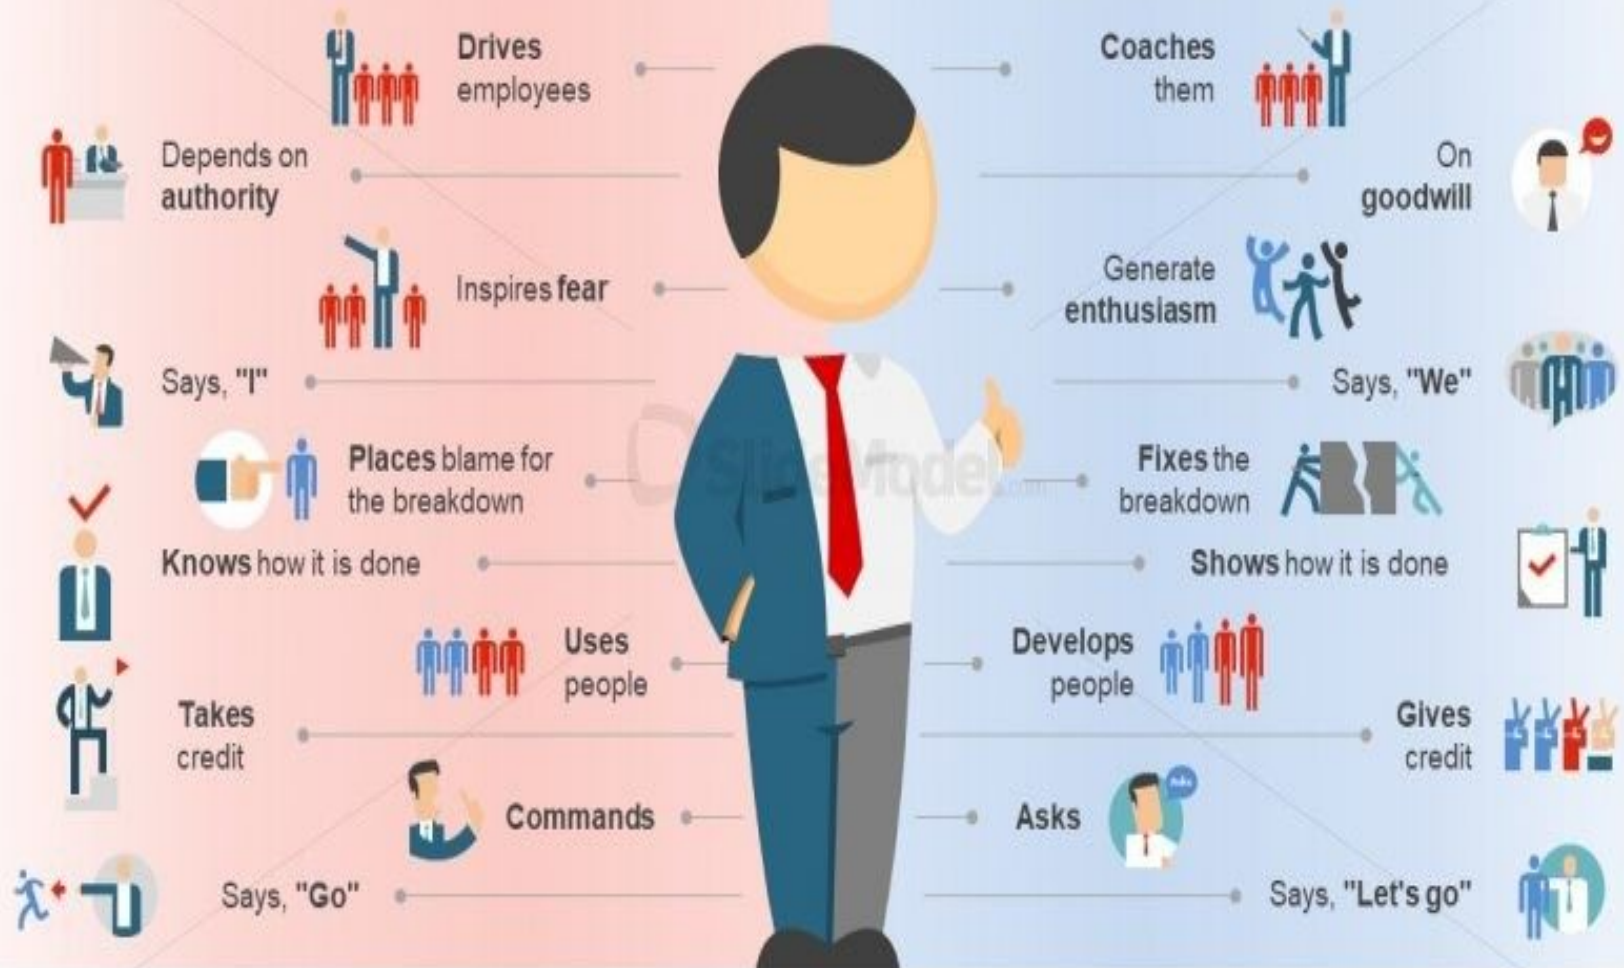 Drives
employees
Coaches
them
Depends on
authority
On
goodwill
Inspires fear
Generate
enthusiasm
Says, "I"
Says, "We"
Places blame for
the breakdown
Fixes the
breakdown
SlideModel.com
Knows how it is done
Shows how it is done
Uses
people
Develops
people
Takes
credit
Gives
credit
Commands
Asks
Says, "Go"
Says, "Let's go"